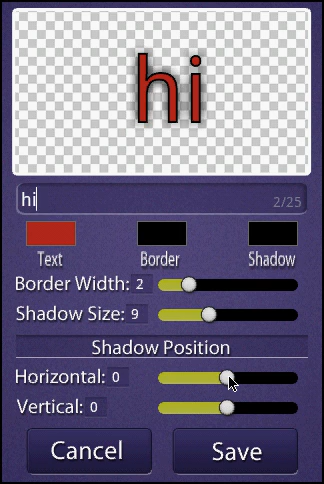 hi
hi 2/25
Text Border Shadow
Border Width: 2
Shadow Size: 9
Shadow Position
Horizontal: 0
Vertical: 0
Cancel Save